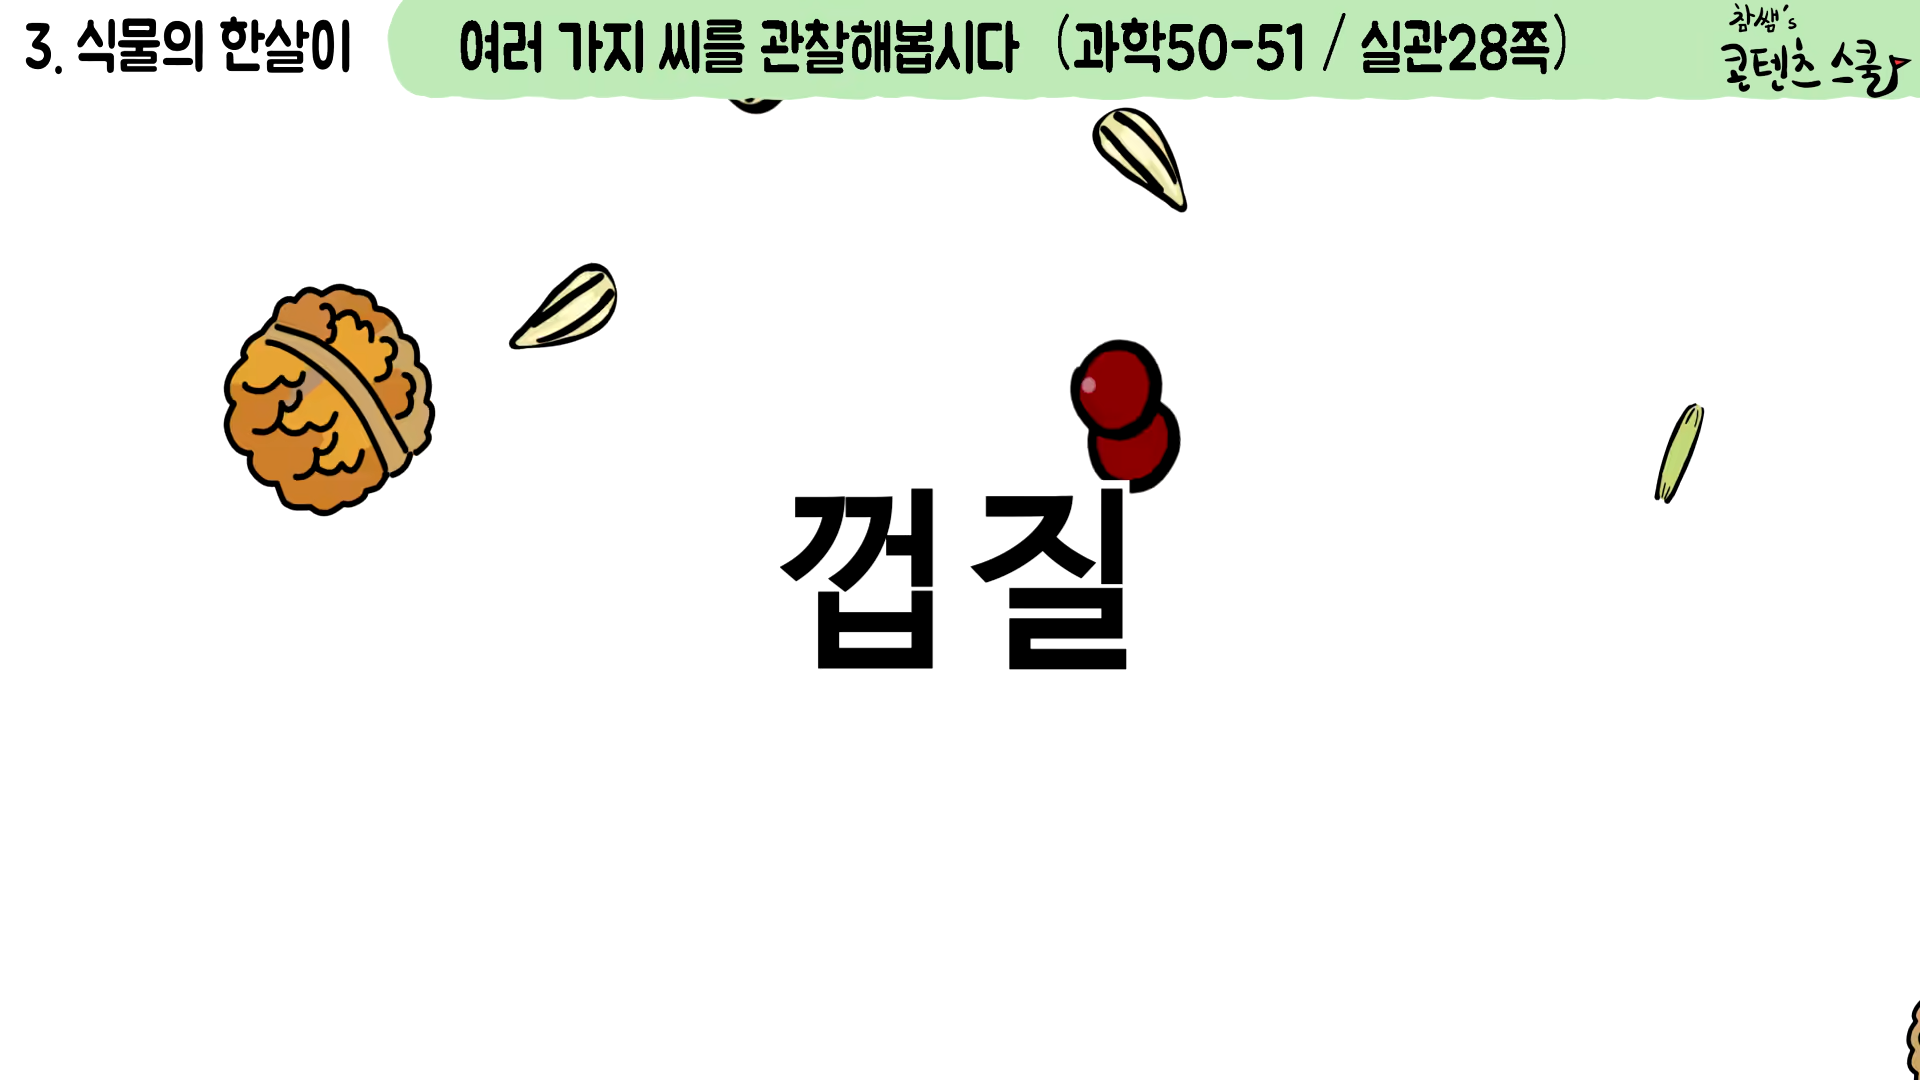 3. 식물의 한살이
여러 가지 씨를 관찰해봅시다 (과학50-51 / 실관28쪽)
참쌤's
콘텐츠 스쿨
껍질